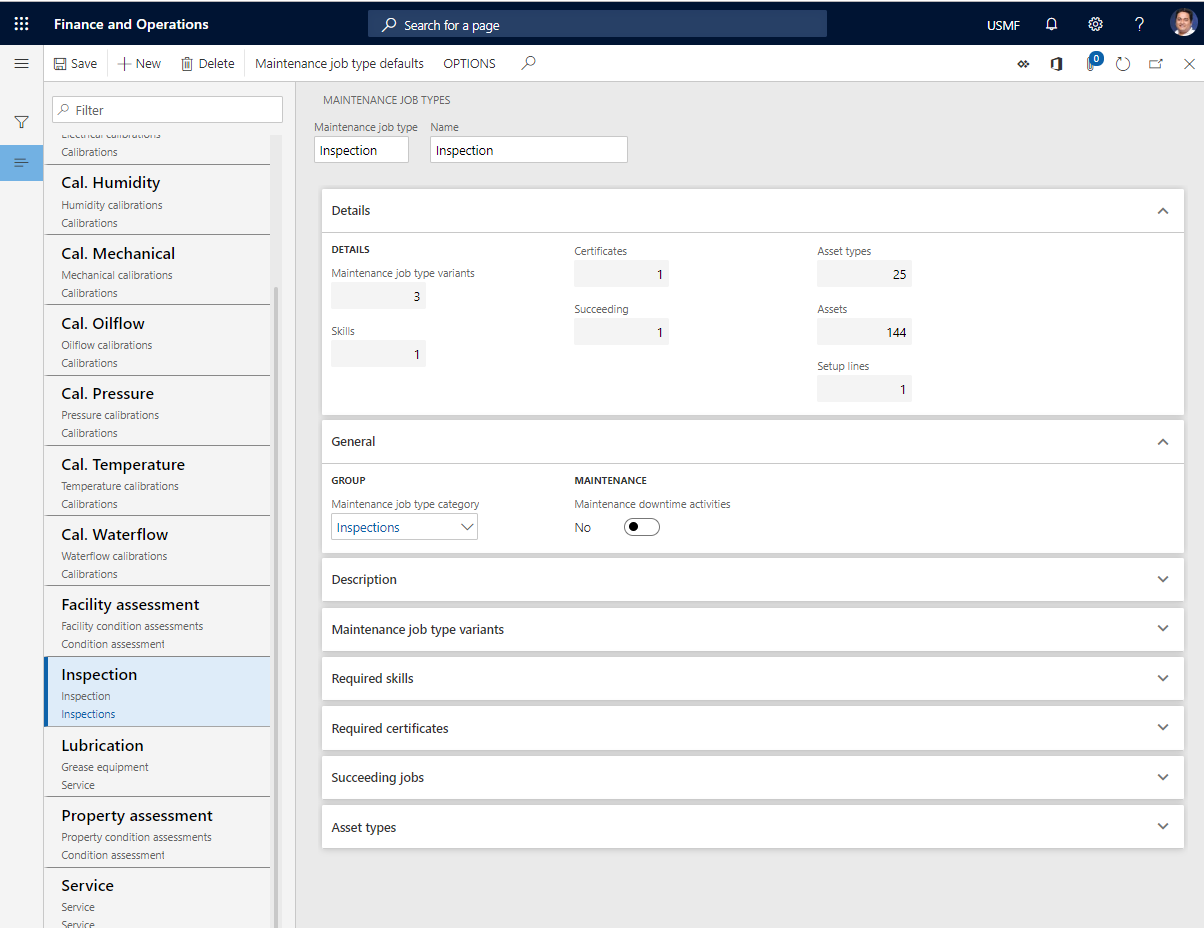 Finance and Operations
Search for a page
USMF
?
Save
New
Delete
Maintenance job type defaults
OPTIONS
0
Filter
Electrical calibrations
Calibrations
Cal. Humidity
Humidity calibrations
Calibrations
Cal. Mechanical
Mechanical calibrations
Calibrations
Cal. Oilflow
Oilflow calibrations
Calibrations
Cal. Pressure
Pressure calibrations
Calibrations
Cal. Temperature
Temperature calibrations
Calibrations
Cal. Waterflow
Waterflow calibrations
Calibrations
Facility assessment
Facility condition assessments
Condition assessment
Inspection
Inspection
Inspections
Lubrication
Grease equipment
Service
Property assessment
Property condition assessments
Condition assessment
Service
Service
Service
MAINTENANCE JOB TYPES
Maintenance job type
Name
Inspection
Inspection
Details
DETAILS
Maintenance job type variants
3
Skills
1
Certificates
1
Succeeding
1
Asset types
25
Assets
144
Setup lines
1
General
GROUP
Maintenance job type category
Inspections
MAINTENANCE
Maintenance downtime activities
No
Description
Maintenance job type variants
Required skills
Required certificates
Succeeding jobs
Asset types